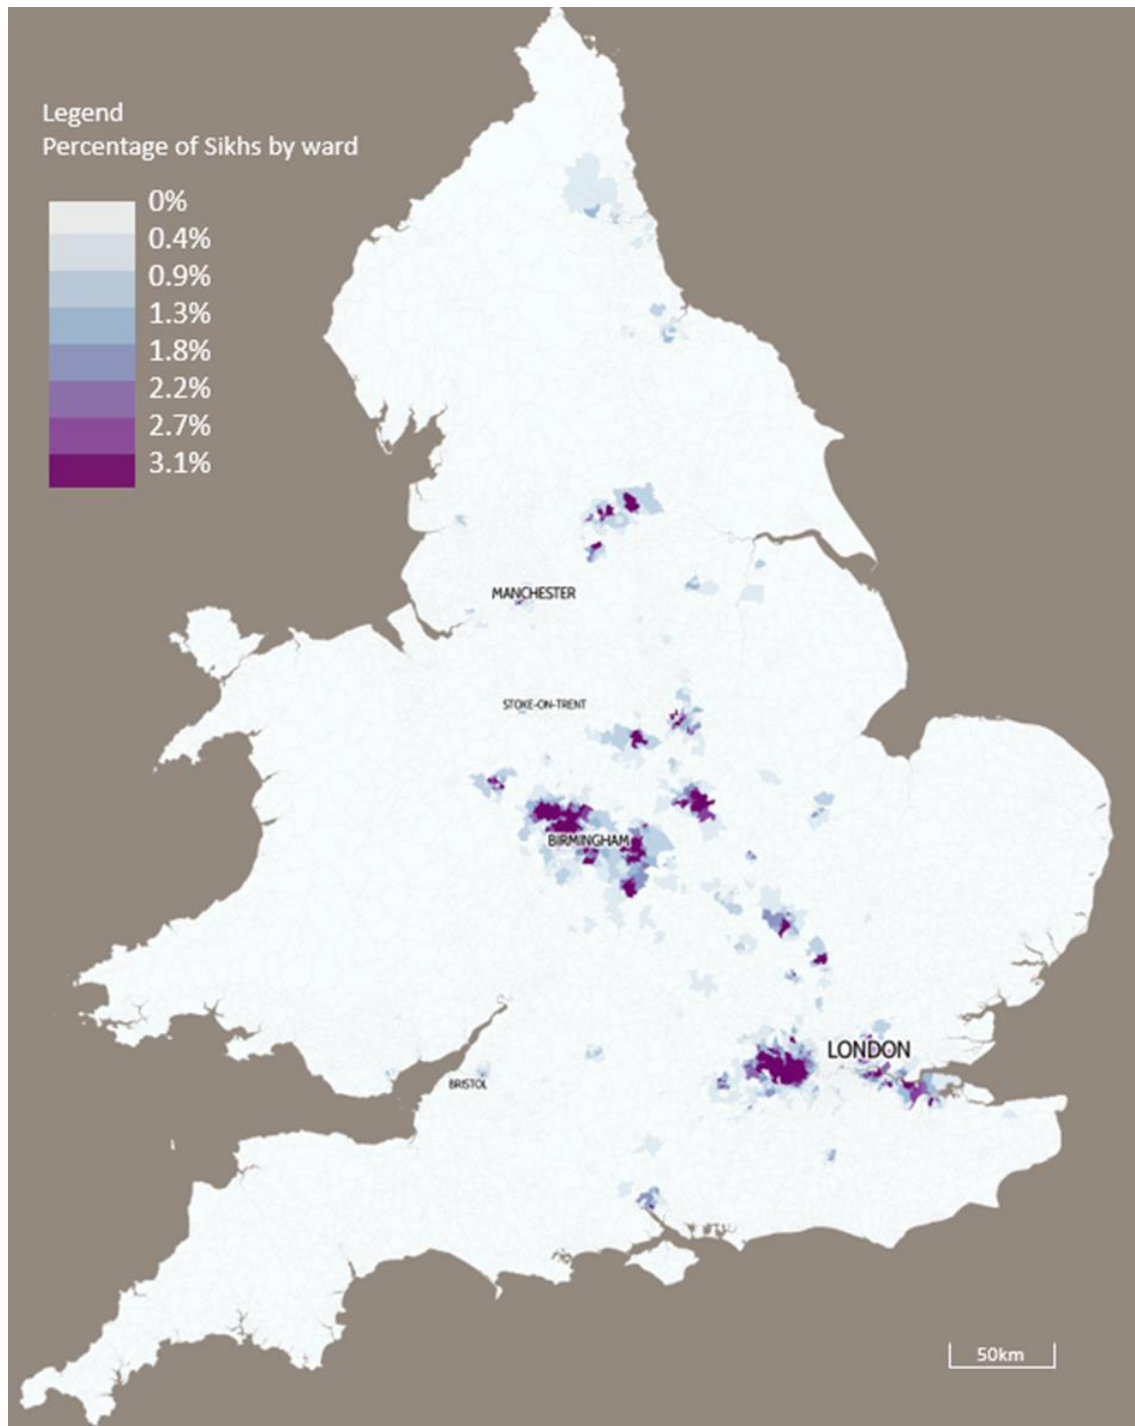 Legend
Percentage of Sikhs by ward
0%
0.4%
0.9%
1.3%
1.8%
2.2%
2.7%
3.1%
MANCHESTER
STOKE-ON-TRENT
BIRMINGHAM
LONDON
BRISTOL
50km